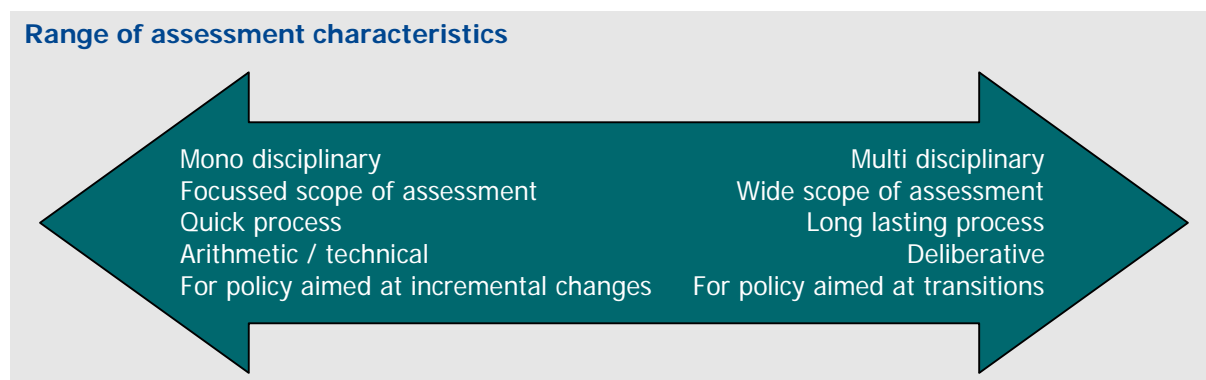 Range of assessment characteristics
Mono disciplinary Multi disciplinary
Focussed scope of assessment Wide scope of assessment
Quick process Long lasting process
Arithmetic / technical Deliberative
For policy aimed at incremental changes For policy aimed at transitions